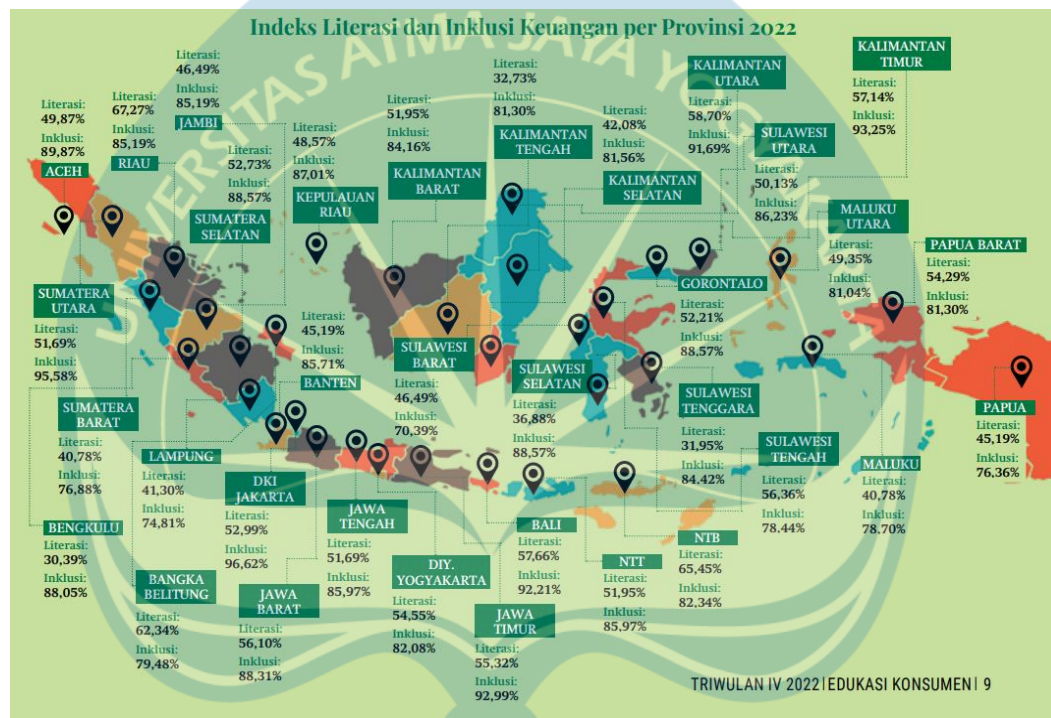 Indeks Literasi dan Inklusi Keuangan per Provinsi 2022
UNIVERSITAS ATMA JAYA YOGYAKARTA
Literasi:
49,87%
Inklusi:
89,87%
ACEH
Literasi:
67,27%
Inklusi:
85,19%
RIAU
Literasi:
46,49%
Inklusi:
85,19%
JAMBI
Literasi:
52,73%
Inklusi:
88,57%
SUMATERA
SELATAN
Literasi:
48,57%
Inklusi:
87,01%
KEPULAUAN
RIAU
Literasi:
51,95%
Inklusi:
84,16%
KALIMANTAN
BARAT
Literasi:
32,73%
Inklusi:
81,30%
KALIMANTAN
TENGAH
Literasi:
42,08%
Inklusi:
81,56%
KALIMANTAN
SELATAN
KALIMANTAN
UTARA
Literasi:
58,70%
Inklusi:
91,69%
SULAWESI
UTARA
Literasi:
50,13%
Inklusi:
86,23%
KALIMANTAN
TIMUR
Literasi:
57,14%
Inklusi:
93,25%
MALUKU
UTARA
Literasi:
49,35%
Inklusi:
81,04%
PAPUA BARAT
Literasi:
54,29%
Inklusi:
81,30%
SUMATERA
UTARA
Literasi:
51,69%
Inklusi:
95,58%
Literasi:
45,19%
Inklusi:
85,71%
BANTEN
SULAWESI
BARAT
Literasi:
46,49%
Inklusi:
70,39%
SULAWESI
SELATAN
Literasi:
36,88%
Inklusi:
88,57%
GORONTALO
Literasi:
52,21%
Inklusi:
88,57%
SULAWESI
TENGGARA
Literasi:
31,95%
Inklusi:
84.42%
SULAWESI
TENGAH
Literasi:
56,36%
Inklusi:
78.44%
MALUKU
Literasi:
40,78%
Inklusi:
78.70%
PAPUA
Literasi:
45,19%
Inklusi:
76,36%
SUMATERA
BARAT
Literasi:
40,78%
Inklusi:
76,88%
LAMPUNG
Literasi:
41,30%
Inklusi:
74,81%
DKI
JAKARTA
Literasi:
52,99%
Inklusi:
96,62%
JAWA
TENGAH
Literasi:
51,69%
Inklusi:
85,97%
DIY.
YOGYAKARTA
Literasi:
54,55%
Inklusi:
82,08%
BALI
Literasi:
57,66%
Inklusi:
92,21%
NTT
Literasi:
51,95%
Inklusi:
85,97%
NTB
Literasi:
65,45%
Inklusi:
82,34%
BENGKULU
Literasi:
30,39%
Inklusi:
88,05%
BANGKA
BELITUNG
Literasi:
62,34%
Inklusi:
79,48%
JAWA
BARAT
Literasi:
56,10%
Inklusi:
88,31%
JAWA
TIMUR
Literasi:
55,32%
Inklusi:
92,99%
TRIWULAN IV 2022|EDUKASI KONSUMEN| 9